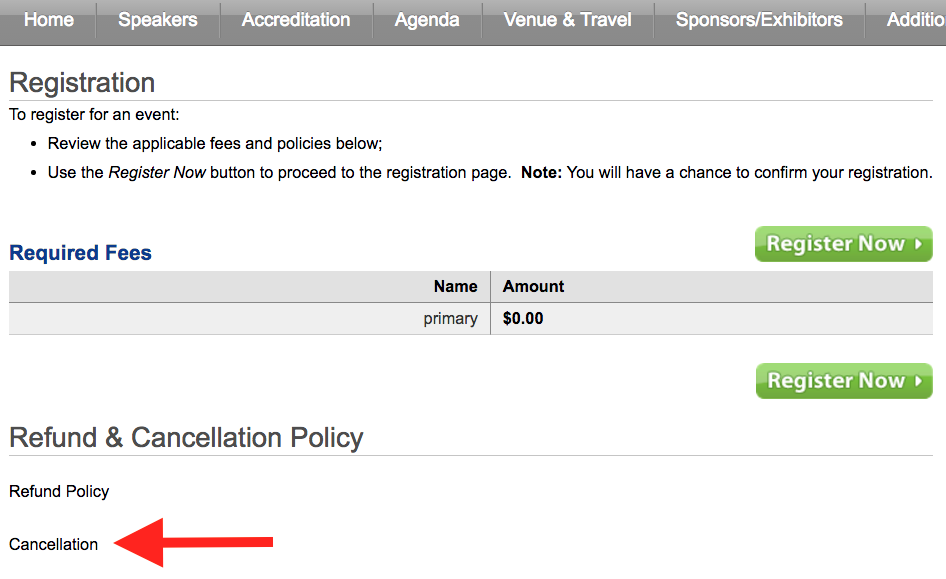 Home Speakers Accreditation Agenda Venue & Travel Sponsors/Exhibitors Additio
Registration
To register for an event:
• Review the applicable fees and policies below;
• Use the Register Now button to proceed to the registration page. Note: You will have a chance to confirm your registration.
Register Now
Required Fees
Name Amount
primary $0.00
Register Now
Refund & Cancellation Policy
Refund Policy
Cancellation